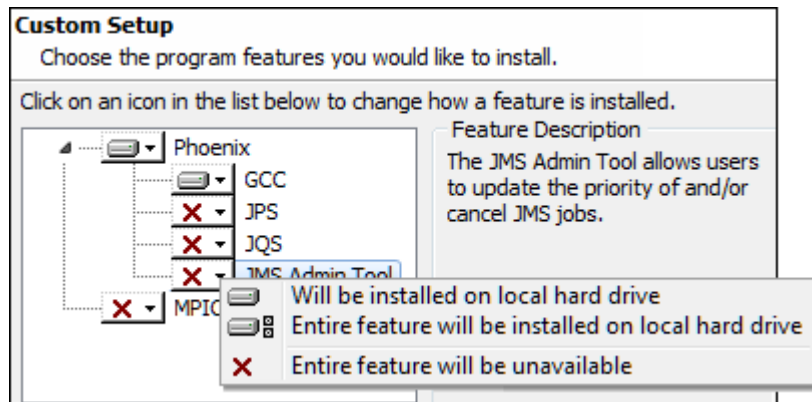 Custom Setup
Choose the program features you would like to install.
Click on an icon in the list below to change how a feature is installed.
Phoenix
GCC
JPS
JQS
JMS Admin Tool
MPIC
Feature Description
The JMS Admin Tool allows users
to update the priority of and/or
cancel JMS jobs.
Will be installed on local hard drive
Entire feature will be installed on local hard drive
Entire feature will be unavailable